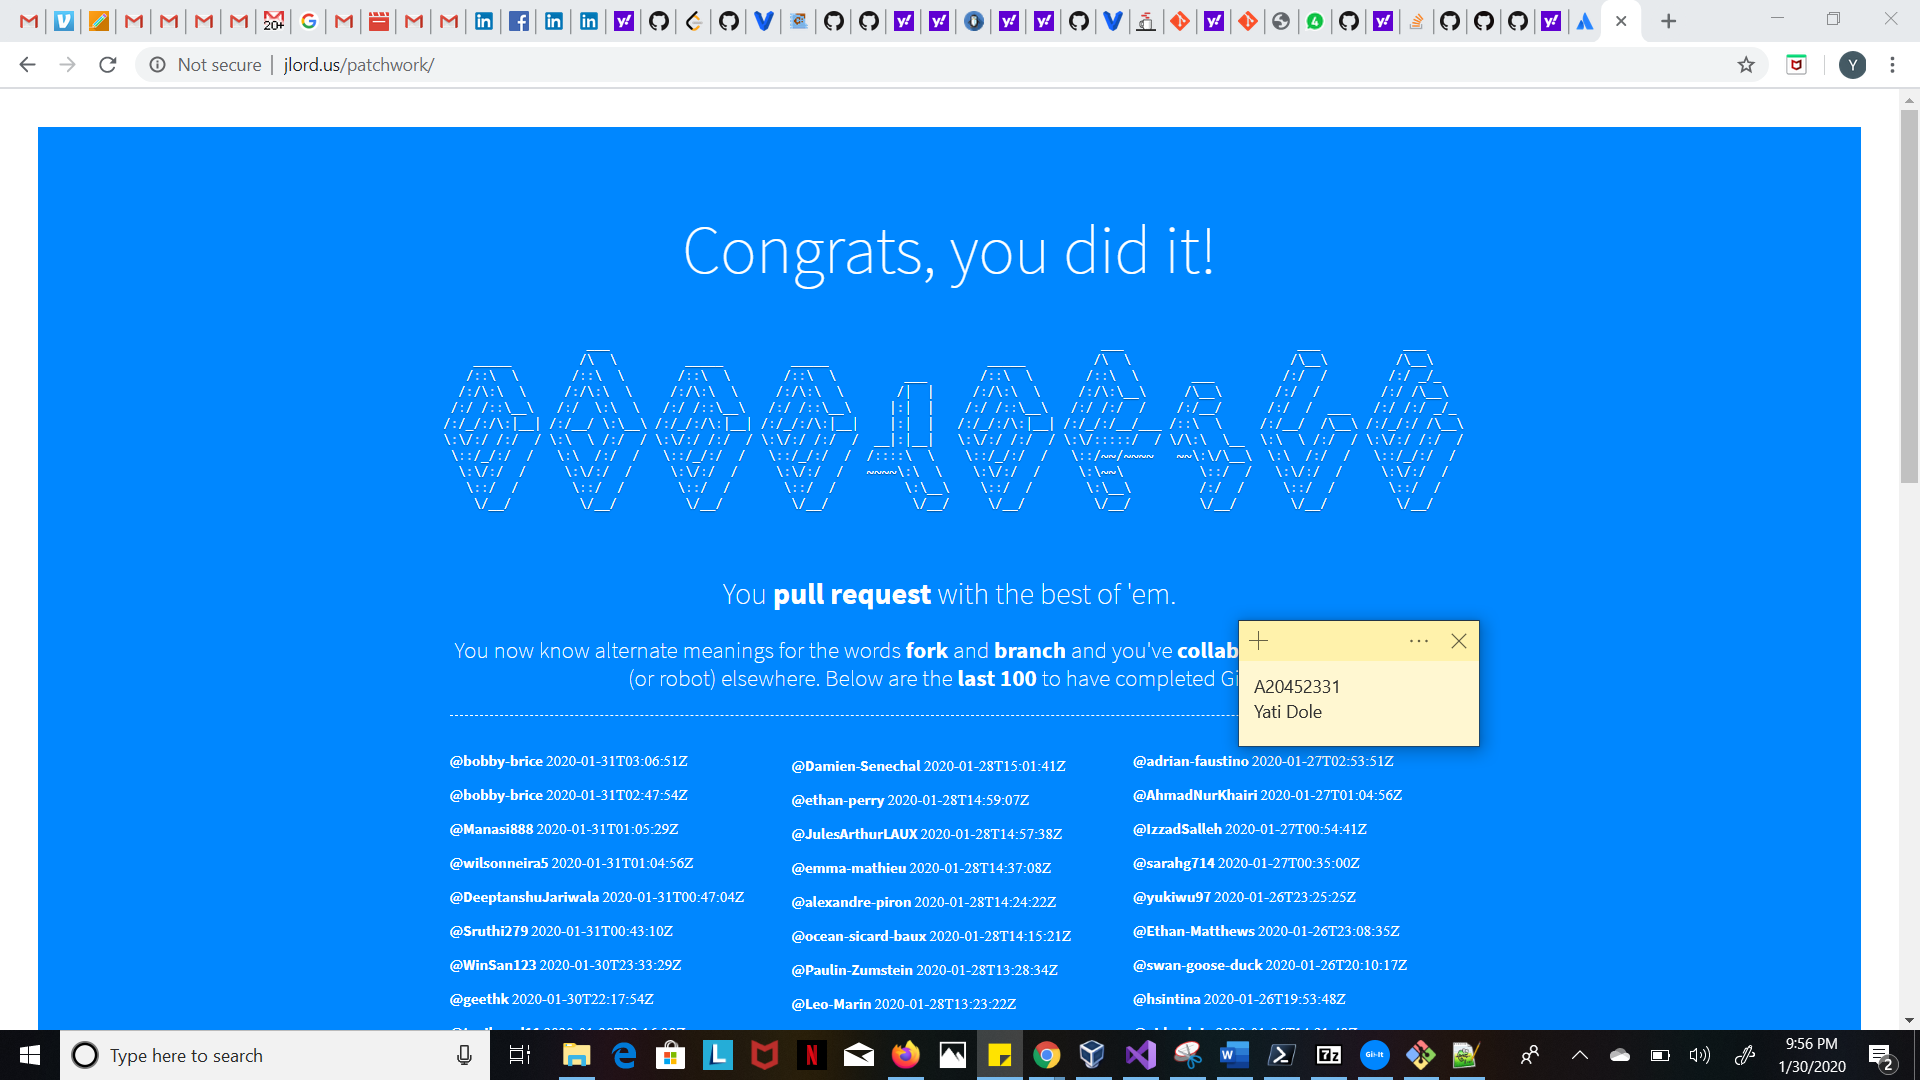 20+
4
Not secure | jlord.us/patchwork/
Y
Congrats, you did it!
You pull request with the best of 'em.
You now know alternate meanings for the words fork and branch and you've collab
(or robot) elsewhere. Below are the last 100 to have completed Gi
A20452331
Yati Dole
@bobby-brice 2020-01-31T03:06:51Z
@bobby-brice 2020-01-31T02:47:54Z
@Manasi888 2020-01-31T01:05:29Z
@wilsonneira5 2020-01-31T01:04:56Z
@DeeptanshuJariwala 2020-01-31T00:47:04Z
@Sruthi279 2020-01-31T00:43:10Z
@WinSan123 2020-01-30T23:33:29Z
@geethk 2020-01-30T22:17:54Z
@Damien-Senechal 2020-01-28T15:01:41Z
@ethan-perry 2020-01-28T14:59:07Z
@JulesArthurLAUX 2020-01-28T14:57:38Z
@emma-mathieu 2020-01-28T14:37:08Z
@alexandre-piron 2020-01-28T14:24:22Z
@ocean-sicard-baux 2020-01-28T14:15:21Z
@Paulin-Zumstein 2020-01-28T13:28:34Z
@Leo-Marin 2020-01-28T13:23:22Z
@adrian-faustino 2020-01-27T02:53:51Z
@AhmadNurKhairi 2020-01-27T01:04:56Z
@IzzadSalleh 2020-01-27T00:54:41Z
@sarahg714 2020-01-27T00:35:00Z
@yukiwu97 2020-01-26T23:25:25Z
@Ethan-Matthews 2020-01-26T23:08:35Z
@swan-goose-duck 2020-01-26T20:10:17Z
@hsintina 2020-01-26T19:53:48Z
Type here to search
Git-It
9:56 PM
1/30/2020
2